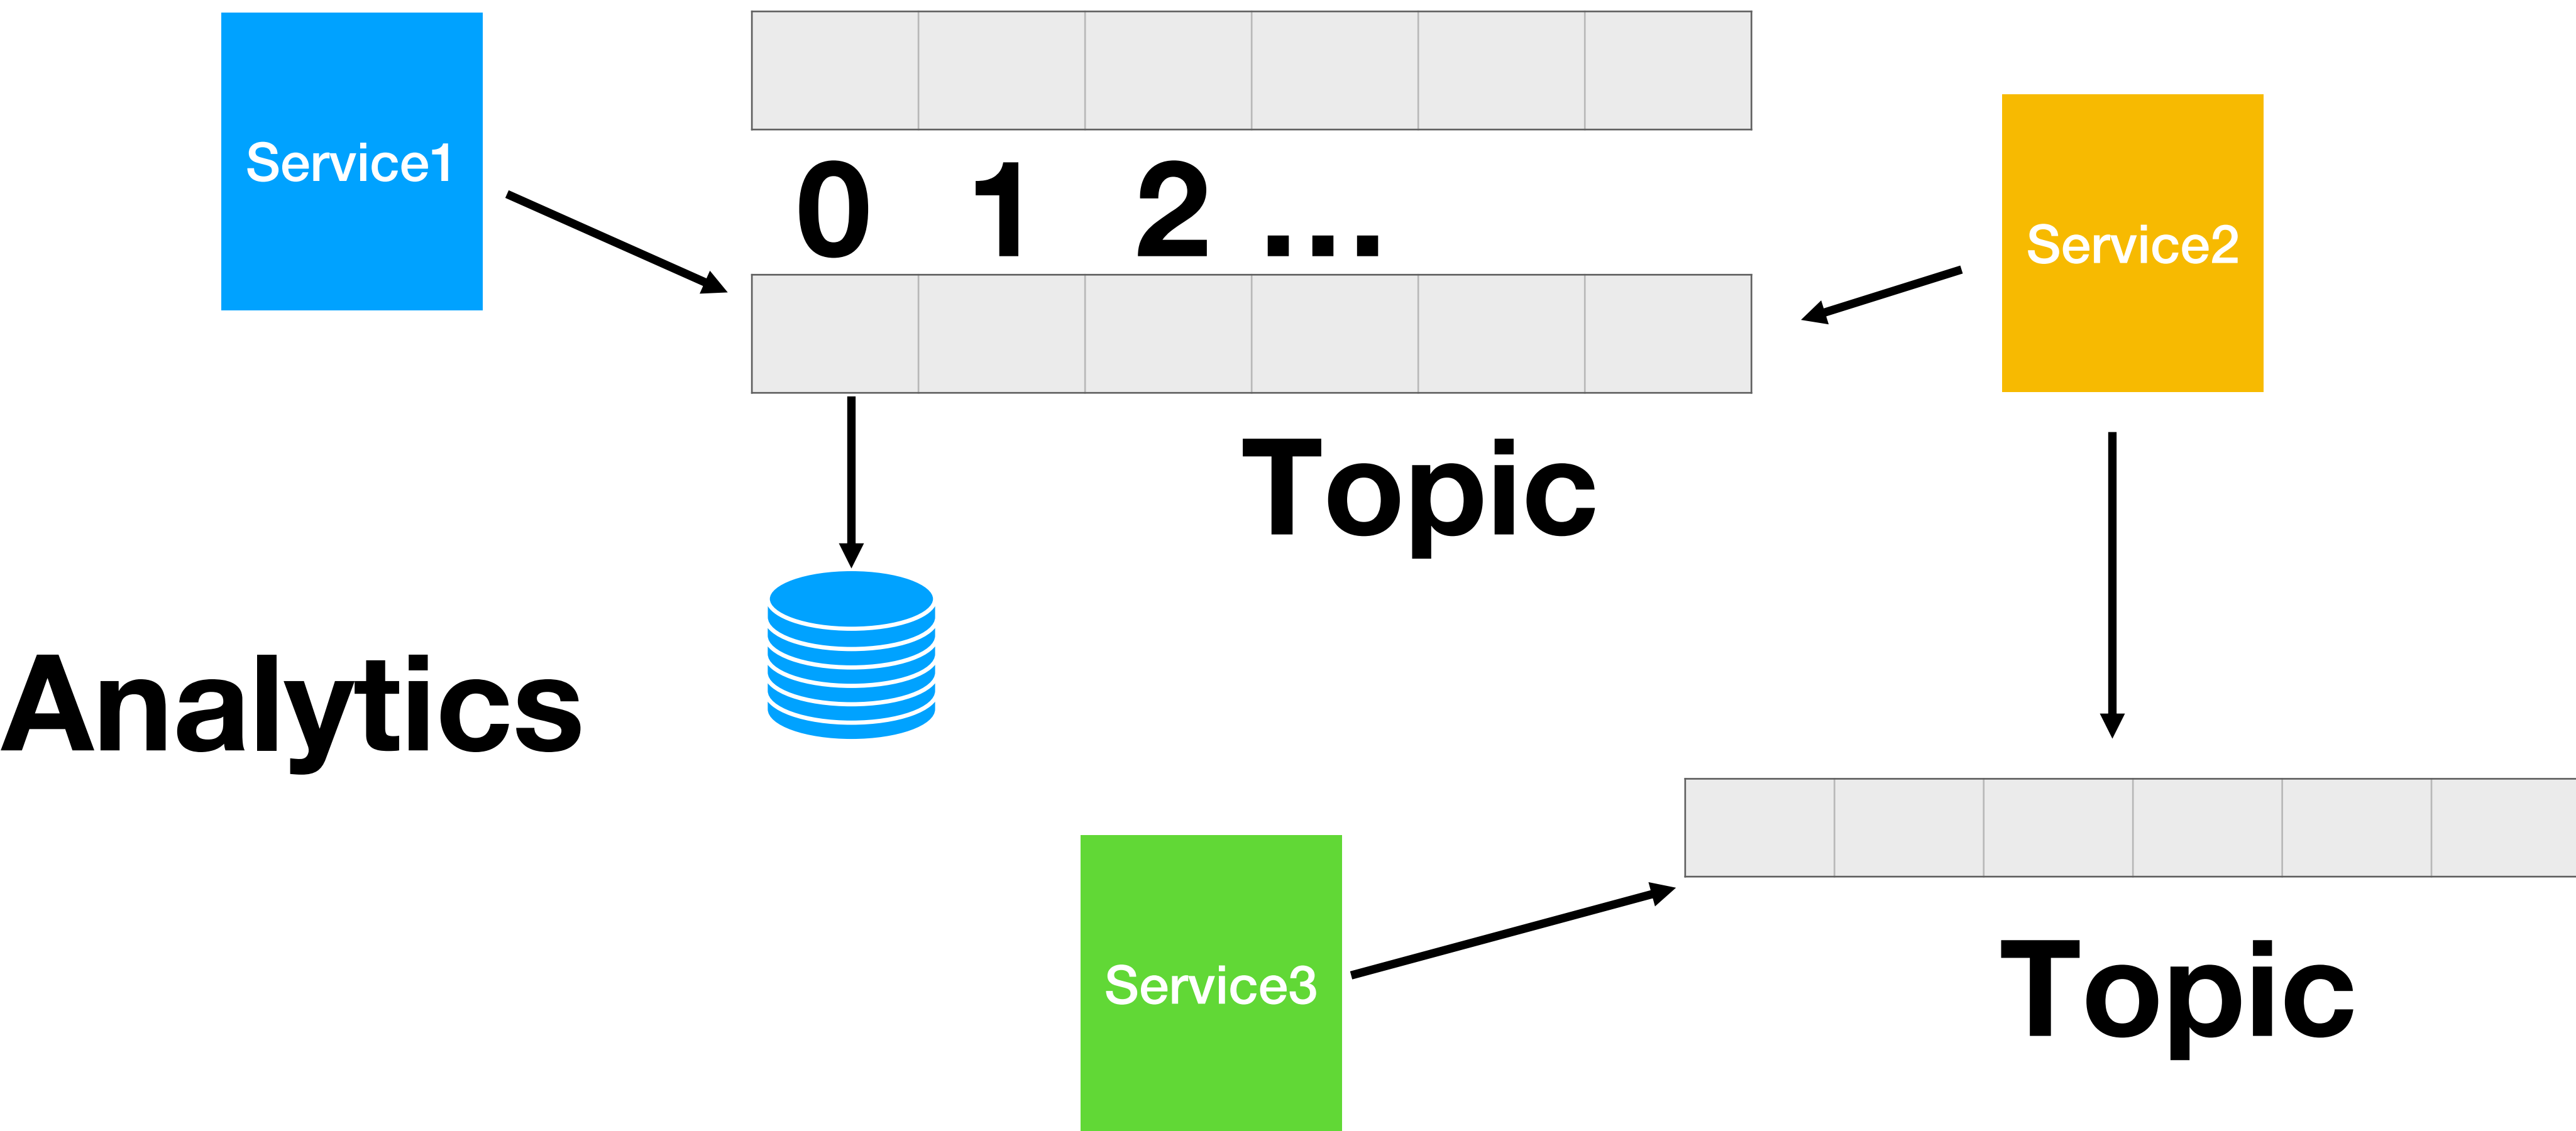 Service1
0 1 2 ...
Service2
Topic
Analytics
Service3
Topic